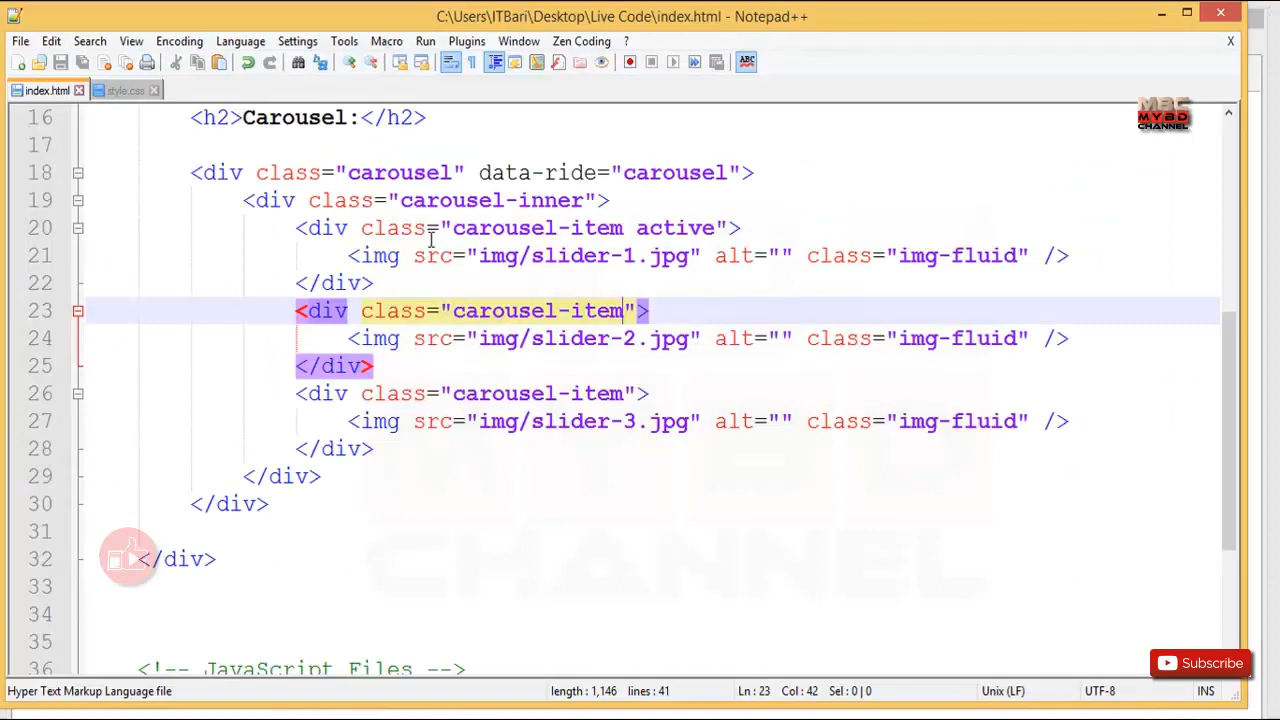 C:\Users\ITBari\Desktop\Live Code\index.html - Notepad++
File Edit Search View Encoding Language Settings Tools Macro Run Plugins Window Zen Coding ? X
ABC
index.html style.css
MBC
MYBD
CHANNEL
16 <h2>Carousel:</h2>
17
18 <div class="carousel" data-ride="carousel">
19 <div class="carousel-inner">
20 <div class="carousel-item active">
21 <img src="img/slider-1.jpg" alt="" class="img-fluid" />
22 </div>
23 <div class="carousel-item">
24 <img src="img/slider-2.jpg" alt="" class="img-fluid" />
25 </div>
26 <div class="carousel-item">
27 <img src="img/slider-3.jpg" alt="" class="img-fluid" />
28 </div>
29 </div>
30 </div>
31
32 </div>
33
34
35
36 <!-- JavaScript Files -->
MYBD
CHANNEL
Subscribe
Hyper Text Markup Language file length : 1,146 lines : 41 Ln : 23 Col : 42 Sel : 0 | 0 Unix (LF) UTF-8 INS